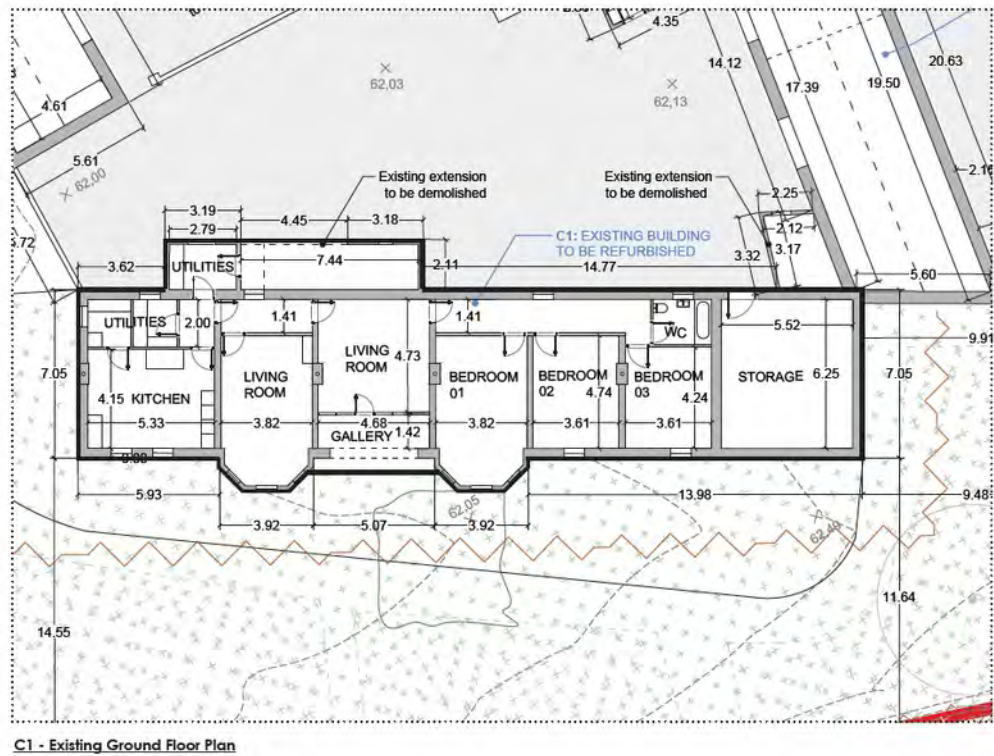 4.35
14.12
20.63
62,03
62,13
17.39
19.50
4.61
5.61
62,00
2.16
Existing extension
to be demolished
Existing extension
to be demolished
3.19
4.45
3.18
2.79
2.25
2.12
C1: EXISTING BUILDING
TO BE REFURBISHED
3.32
3.17
5.72
UTILITIES
7.44
2.11
14.77
3.62
5.60
UTILITIES
2.00
1.41
1.41
WC
5.52
9.91
7.05
LIVING
ROOM
4.73
LIVING
ROOM
BEDROOM
01
BEDROOM
02
4.74
BEDROOM
03
4.24
STORAGE
6.25
7.05
4.15
KITCHEN
5.33
3.82
4.68
3.82
3.61
3.61
GALLERY
1.42
5.93
13.98
9.48
62.05
3.92
5.07
3.92
11.64
14.55
C1 - Existing Ground Floor Plan